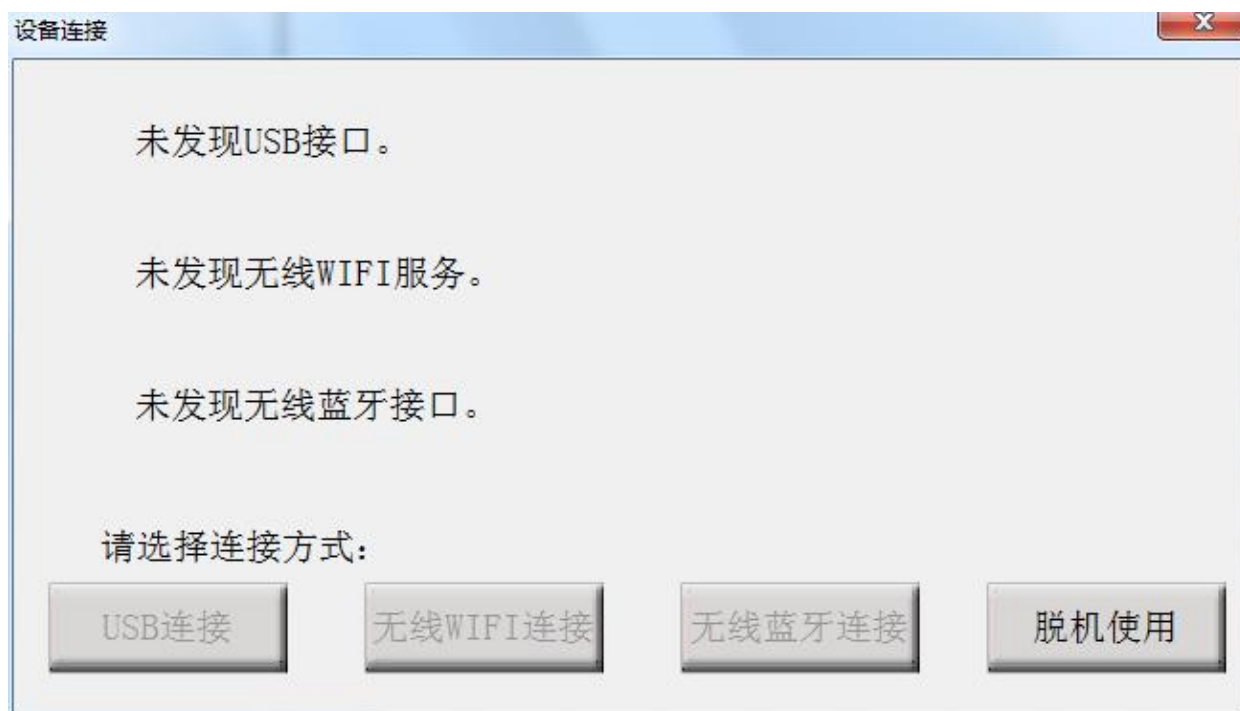 设备连接
未发现USB接口。
未发现无线WIFI服务。
未发现无线蓝牙接口。
请选择连接方式：
USB连接 无线WIFI连接 无线蓝牙连接 脱机使用